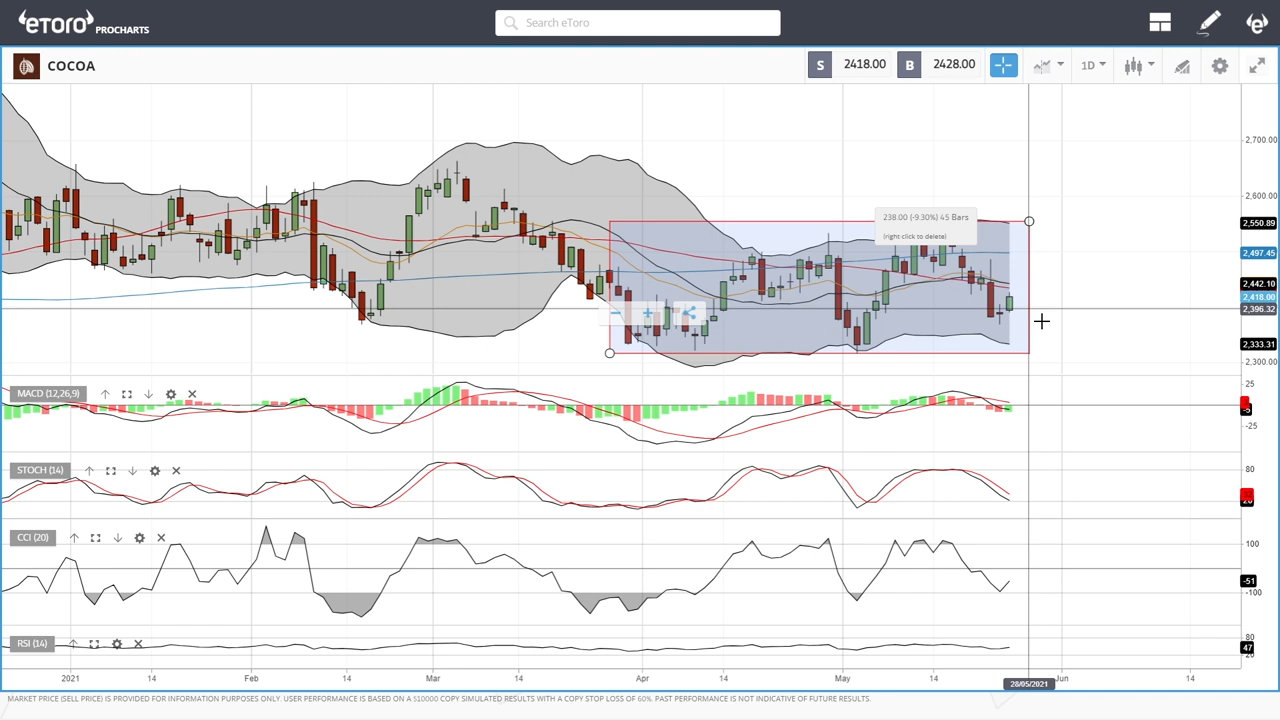 eToro PROCHARTS
Search eToro
COCOA
S 2418.00 B 2428.00
1D
238.00 (-9.30%) 45 Bars
(right click to delete)
2,700.00
2,600.00
2,550.89
2,497.45
2,442.10
2,418.00
2,396.32
2,333.31
2,300.00
MACD (12,26,9)
25
-25
STOCH (14)
80
CCI (20)
100
-51
-100
RSI (14)
80
47
2021 14 Feb 14 Mar 14 Apr 14 May 14 Jun 14
28/05/2021
MARKET PRICE (SELL PRICE) IS PROVIDED FOR INFORMATION PURPOSES ONLY. USER PERFORMANCE IS BASED ON A $10000 COPY SIMULATED RESULTS WITH A COPY STOP LOSS OF 60%. PAST PERFORMANCE IS NOT INDICATIVE OF FUTURE RESULTS.